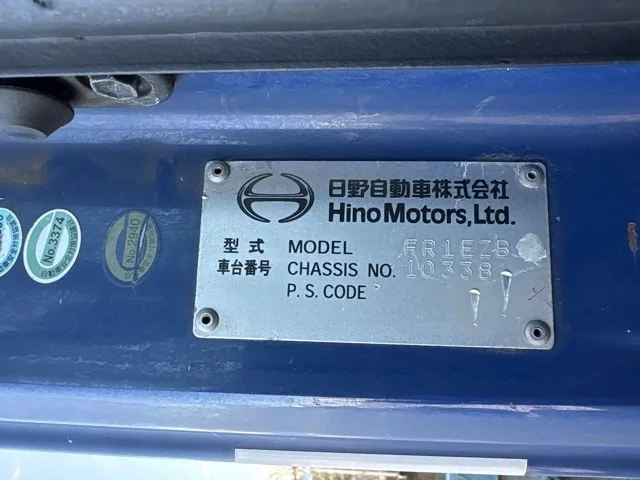 日野自動車株式会社
Hino Motors, Ltd.
型式 MODEL FR1EZB
車台番号 CHASSIS NO. 10338
P.S.CODE
No.3374
No.2940